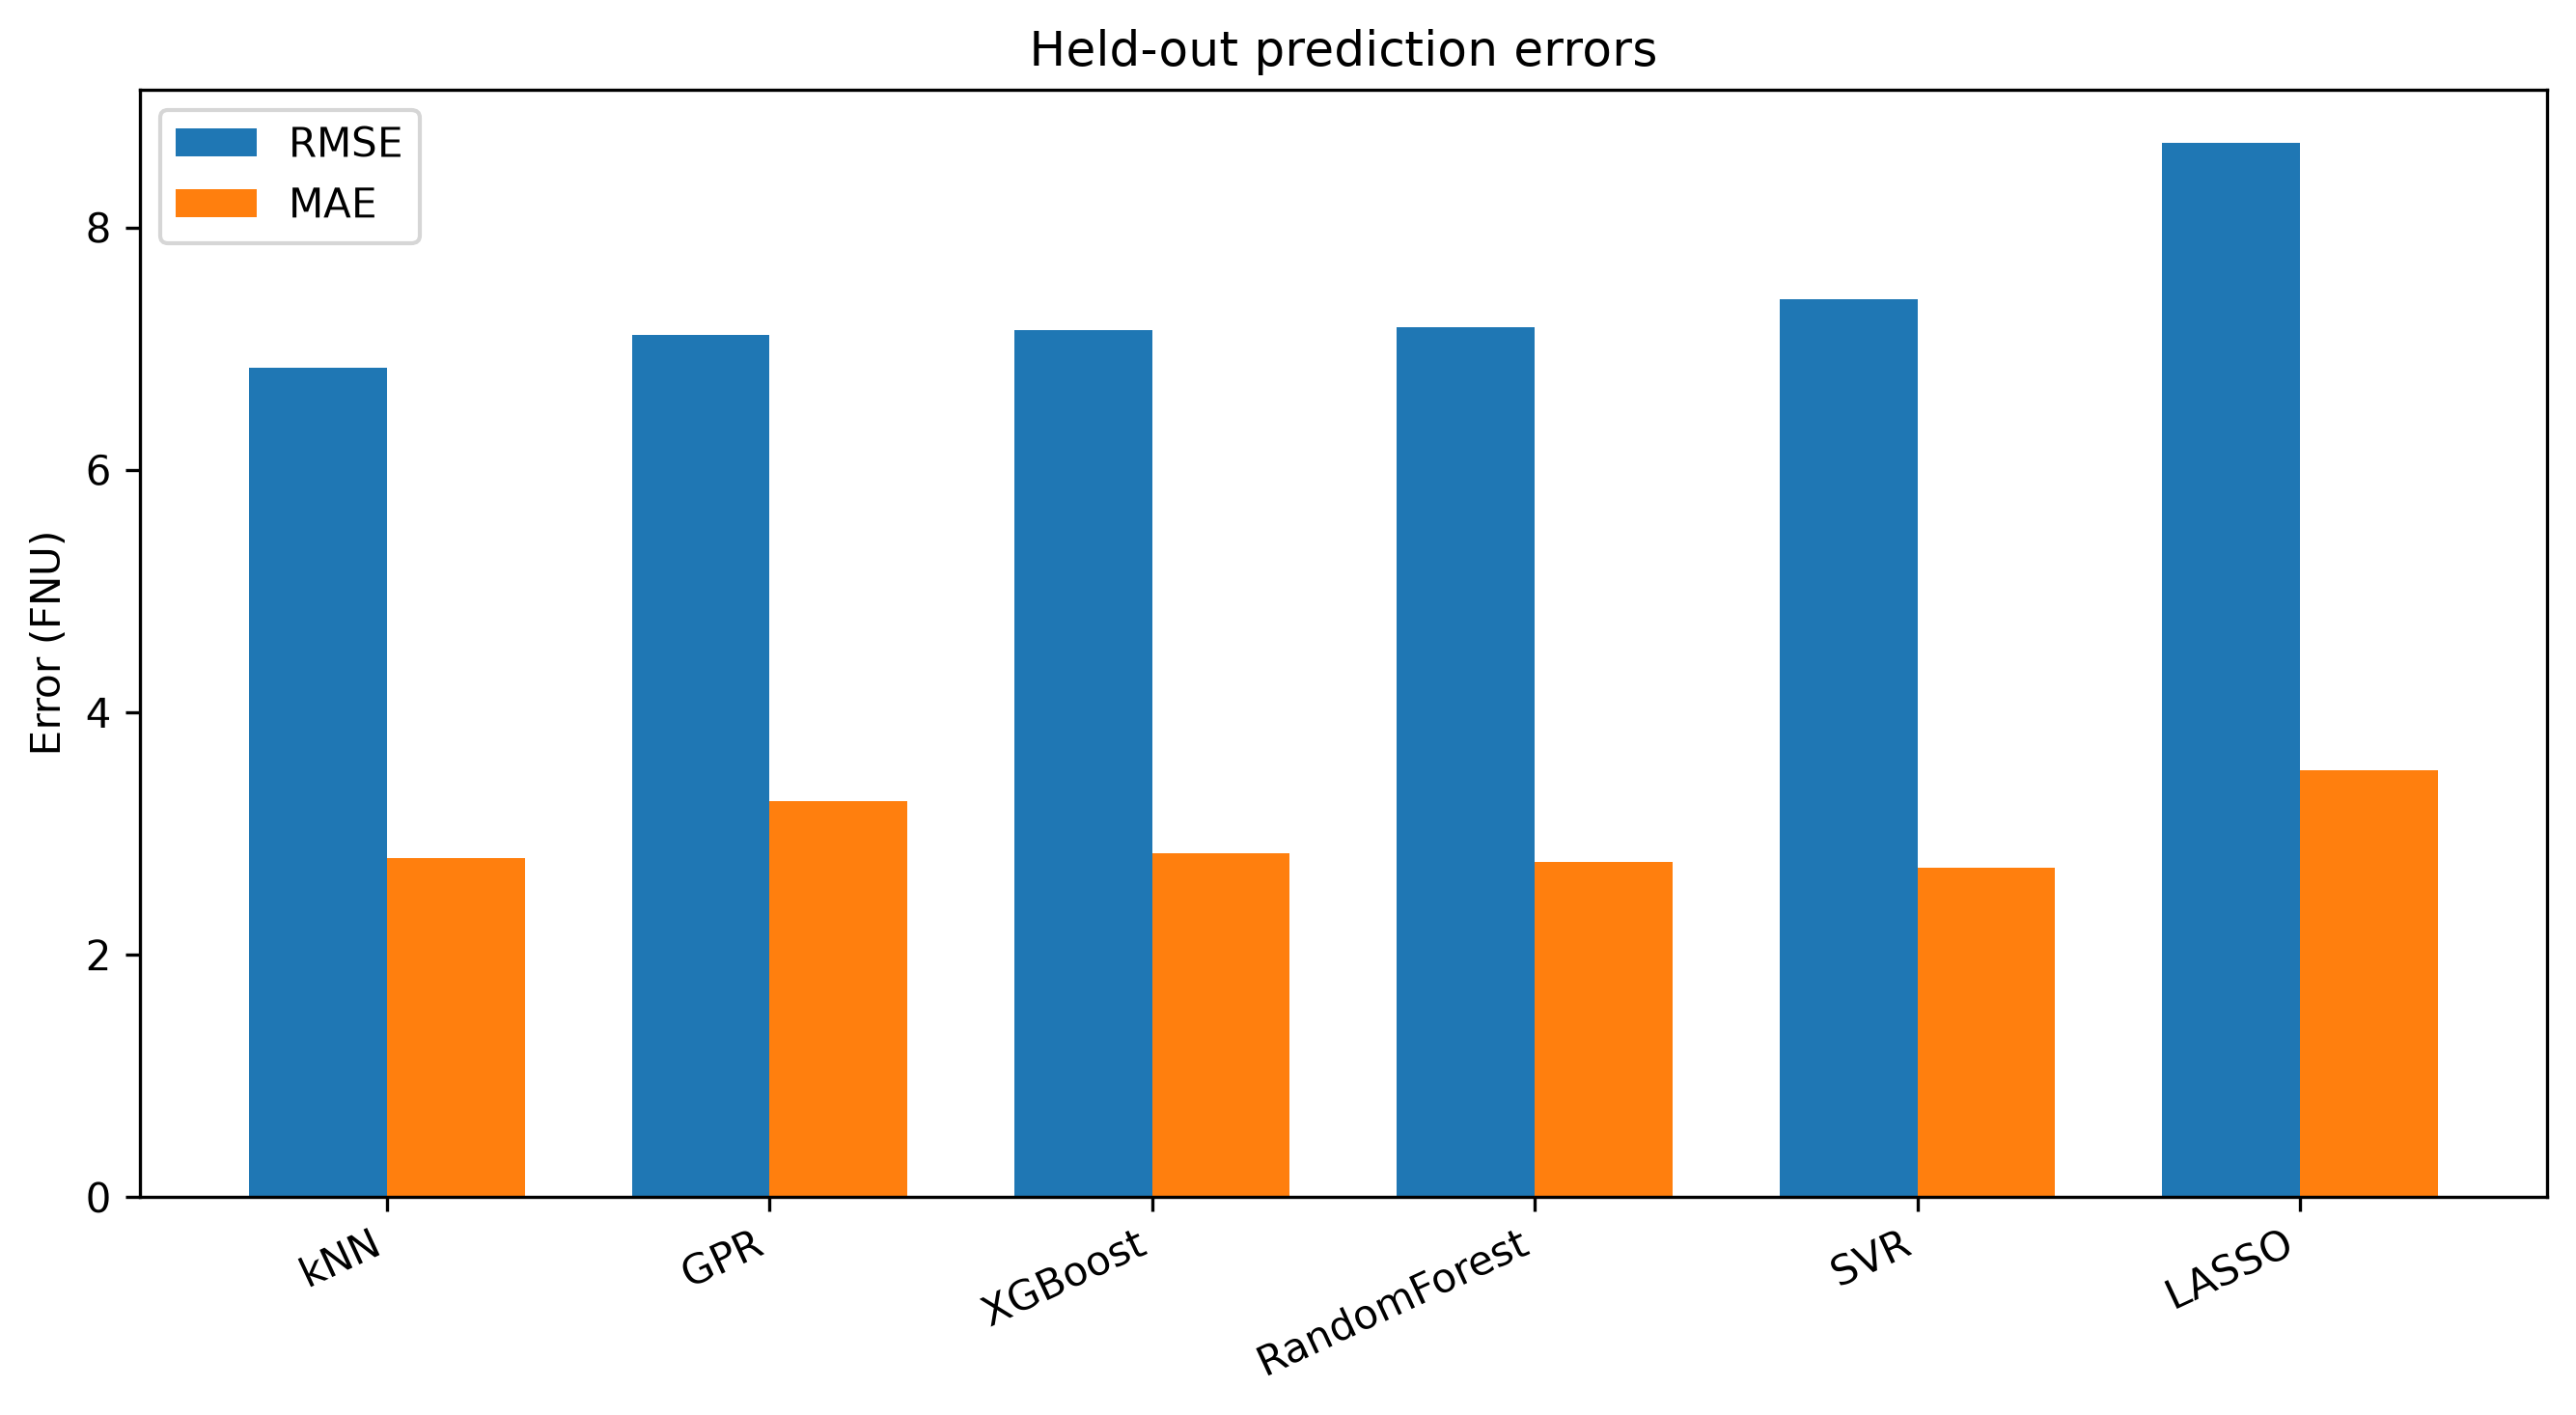 Held-out prediction errors
RMSE
MAE
Error (FNU)
8
6
4
2
0
kNN
GPR
XGBoost
RandomForest
SVR
LASSO